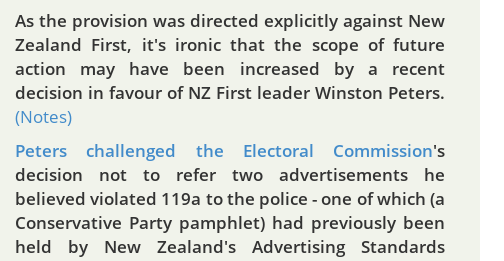 As the provision was directed explicitly against New
Zealand First, it's ironic that the scope of future
action may have been increased by a recent
decision in favour of NZ First leader Winston Peters.
(Notes)
Peters challenged the Electoral Commission's
decision not to refer two advertisements he
believed violated 119a to the police - one of which (a
Conservative Party pamphlet) had previously been
held by New Zealand's Advertising Standards